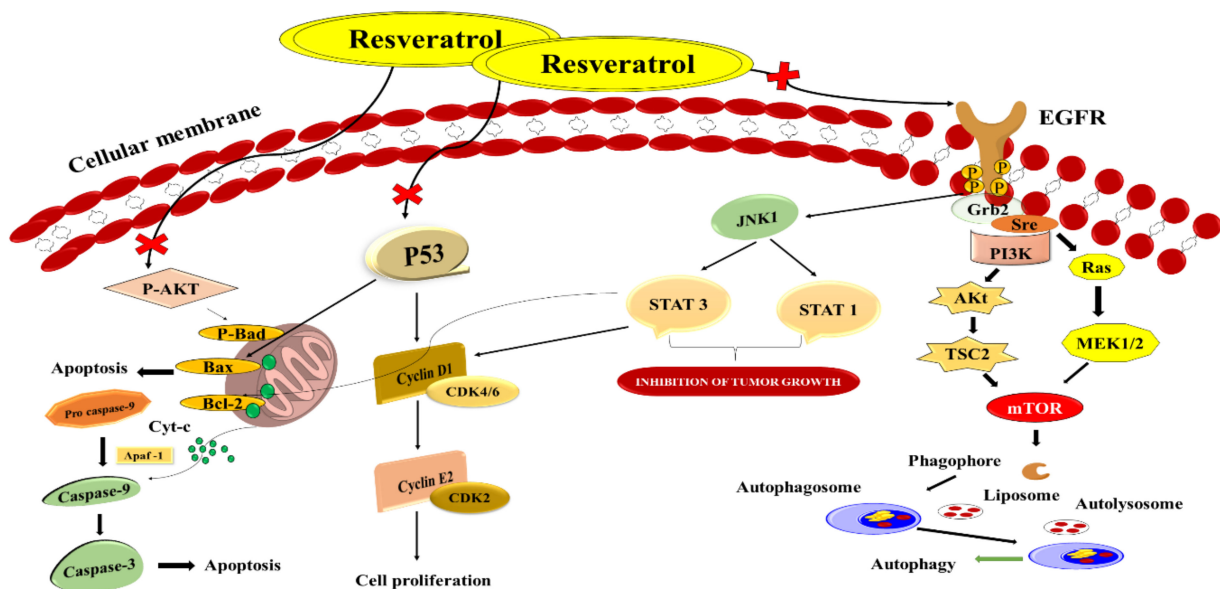 Resveratrol
Resveratrol
Cellular membrane
EGFR
P
P
P
P
Grb2
Sre
PI3K
JNK1
P53
P-AKT
P-Bad
Bax
Bcl-2
Apoptosis
Pro caspase-9
Cyt-c
Apaf -1
Caspase-9
Caspase-3
Apoptosis
Cyclin D1
CDK4/6
Cyclin E2
CDK2
Cell proliferation
STAT 3
STAT 1
INHIBITION OF TUMOR GROWTH
Ras
AKt
TSC2
MEK1/2
mTOR
Phagophore
Liposome
Autophagosome
Autolysosome
Autophagy